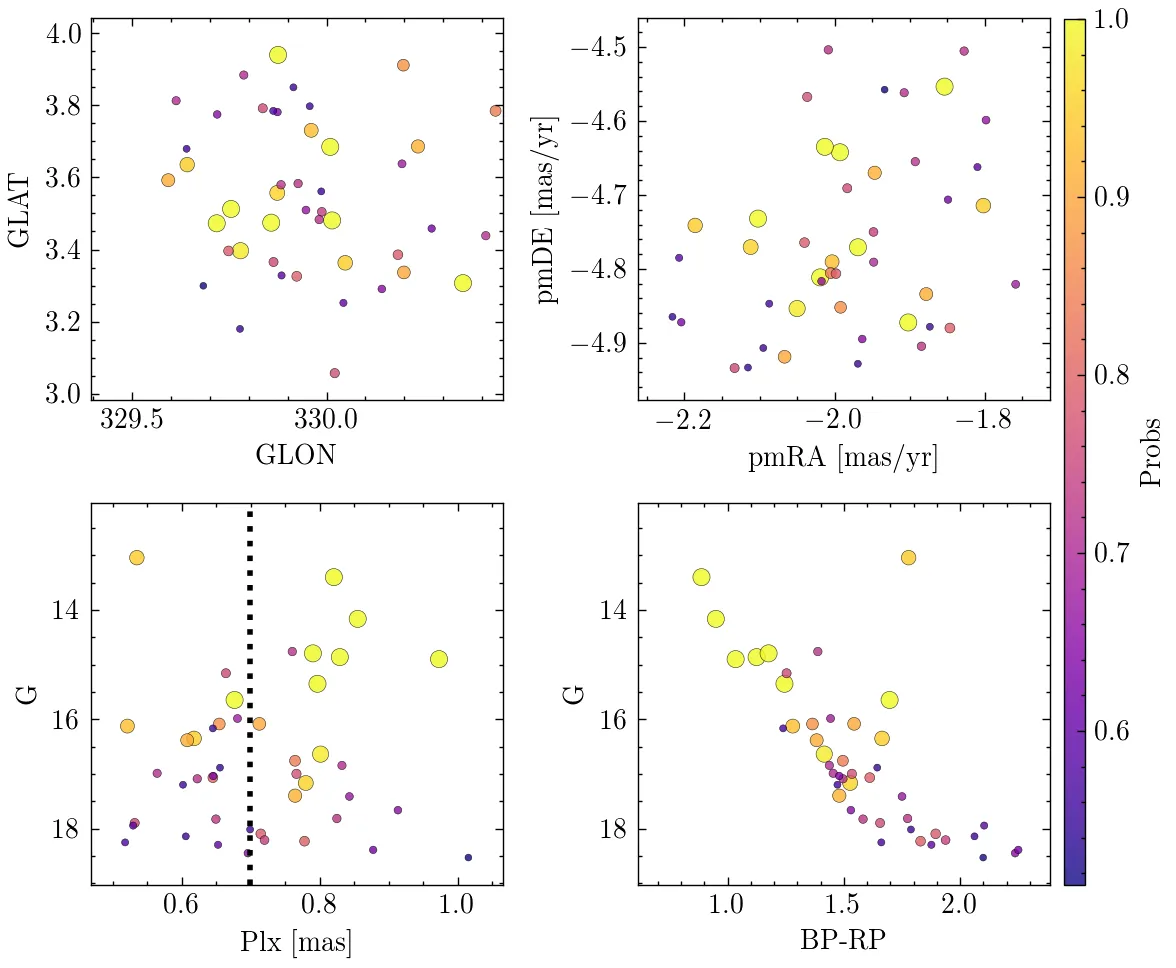 4.0
3.8
3.6
3.4
3.2
3.0
GLAT
329.5 330.0
GLON
−4.5
−4.6
−4.7
−4.8
−4.9
pmDE [mas/yr]
−2.2 −2.0 −1.8
pmRA [mas/yr]
14
16
18
G
0.6 0.8 1.0
Plx [mas]
14
16
18
G
1.0 1.5 2.0
BP-RP
1.0
0.9
0.8
0.7
0.6
Probs